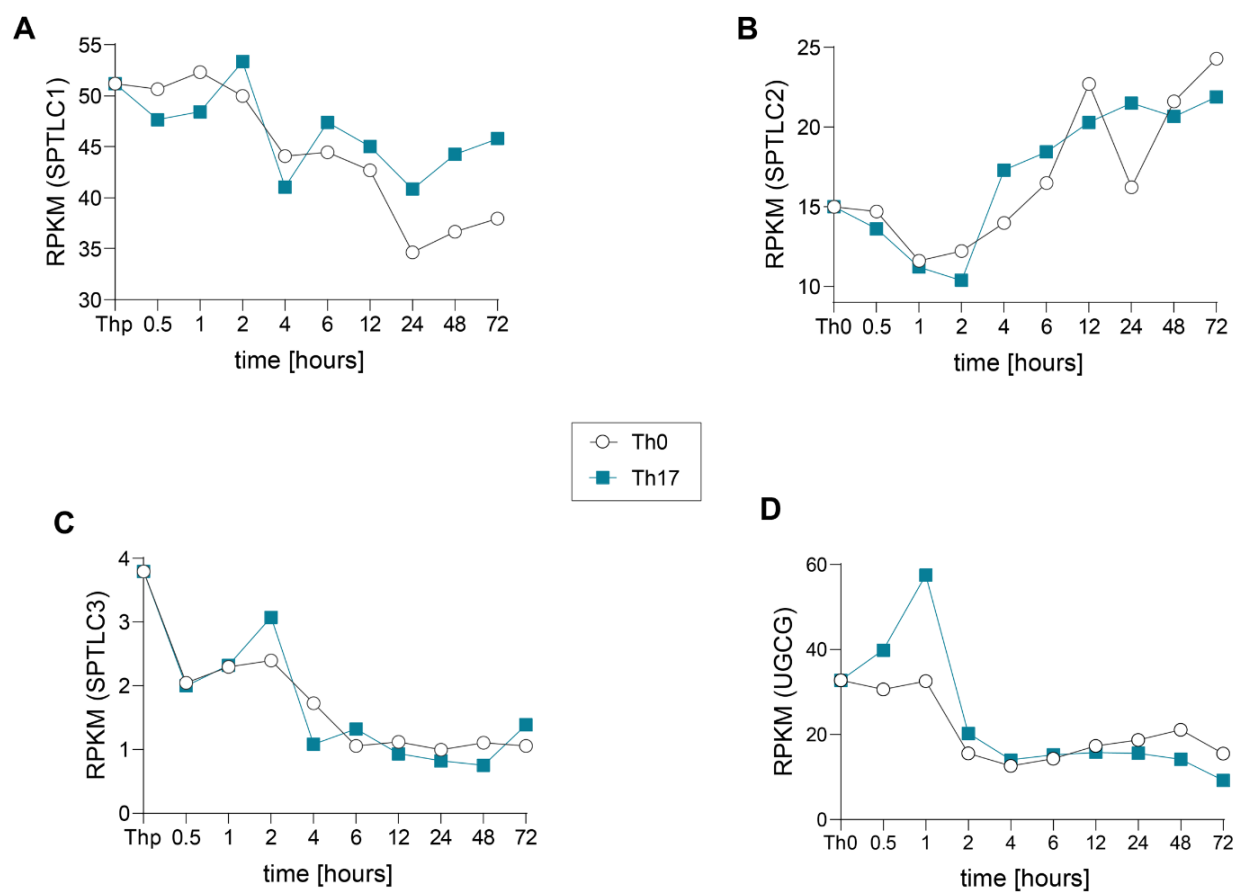 A
RPKM (SPTLC1)
55
50
45
40
35
30
Thp 0.5 1 2 4 6 12 24 48 72
time [hours]
B
RPKM (SPTLC2)
25
20
15
10
Th0 0.5 1 2 4 6 12 24 48 72
time [hours]
Th0
Th17
C
RPKM (SPTLC3)
4
3
2
1
0
Thp 0.5 1 2 4 6 12 24 48 72
time [hours]
D
RPKM (UGCG)
60
40
20
0
Th0 0.5 1 2 4 6 12 24 48 72
time [hours]